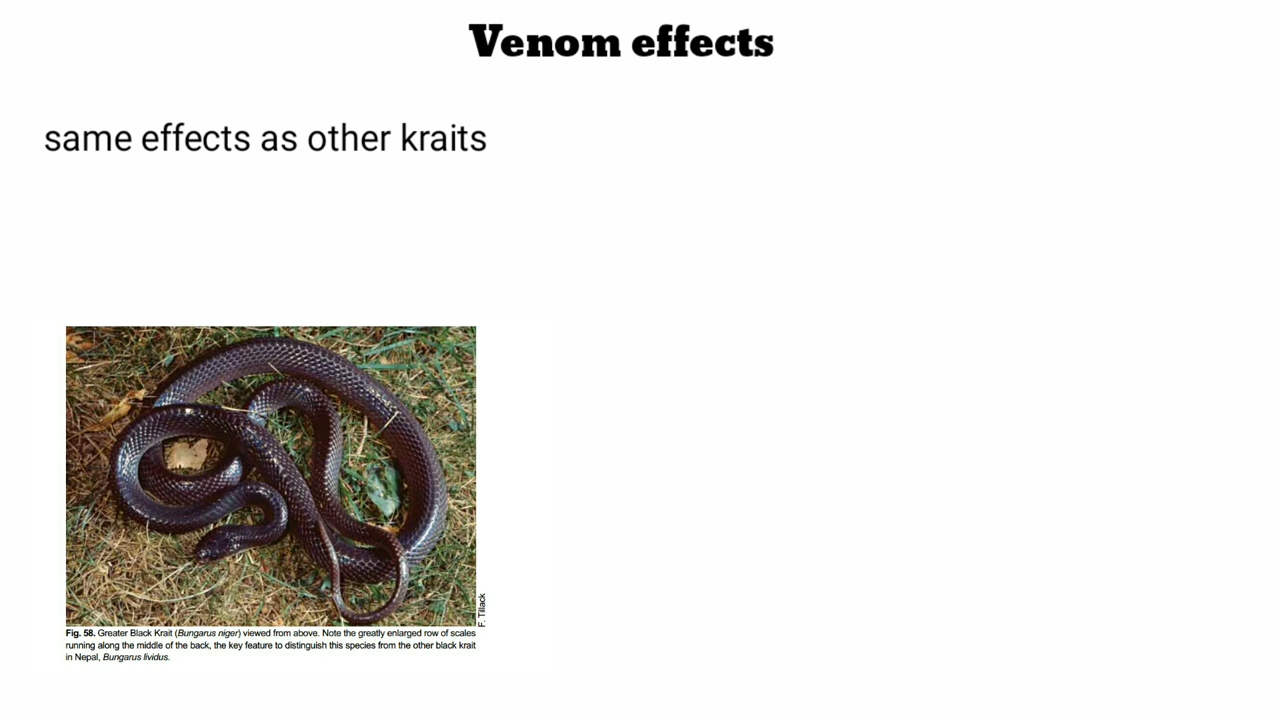 Venom effects
same effects as other kraits
F. Tillack
Fig. 58. Greater Black Krait (Bungarus niger) viewed from above. Note the greatly enlarged row of scales
running along the middle of the back, the key feature to distinguish this species from the other black krait
in Nepal, Bungarus lividus.